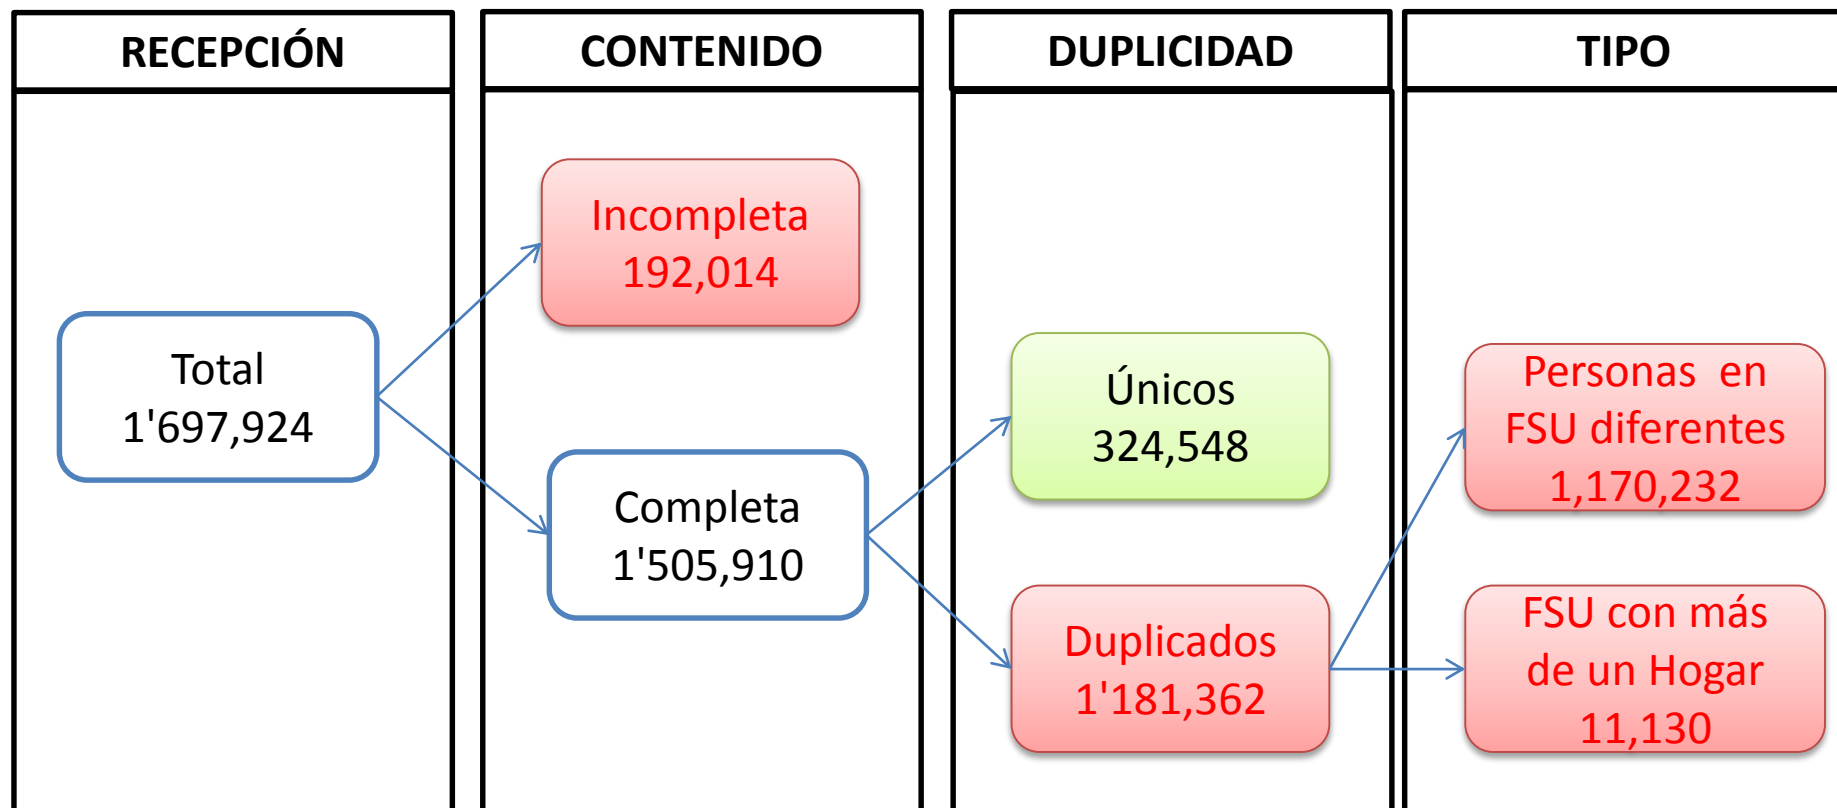 RECEPCIÓN
CONTENIDO
DUPLICIDAD
TIPO
Total
1'697,924
Incompleta
192,014
Completa
1'505,910
Únicos
324,548
Duplicados
1'181,362
Personas en
FSU diferentes
1,170,232
FSU con más
de un Hogar
11,130